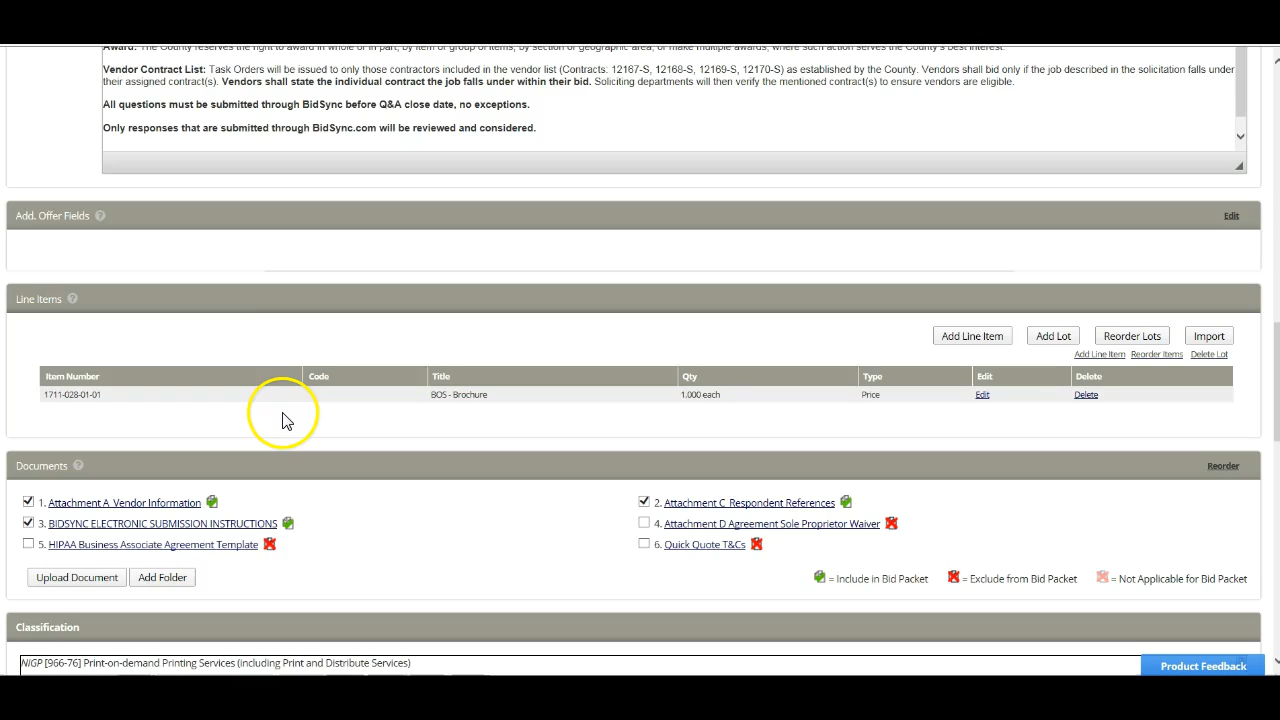 Award: The County reserves the right to award in whole or in part, by item or group of items, by section or geographic area, or make multiple awards, where such action serves the County's best interest.
Vendor Contract List: Task Orders will be issued to only those contractors included in the vendor list (Contracts: 12167-S, 12168-S, 12169-S, 12170-S) as established by the County. Vendors shall bid only if the job described in the solicitation falls under
their assigned contract(s). Vendors shall state the individual contract the job falls under within their bid. Soliciting departments will then verify the mentioned contract(s) to ensure vendors are eligible.
All questions must be submitted through BidSync before Q&A close date, no exceptions.
Only responses that are submitted through BidSync.com will be reviewed and considered.
Add. Offer Fields ? Edit
Line Items ?
Add Line Item Add Lot Reorder Lots Import
Add Line Item Reorder Items Delete Lot
Item Number Code Title Qty Type Edit Delete
1711-028-01-01 BOS - Brochure 1.000 each Price Edit Delete
Documents ? Reorder
1. Attachment A Vendor Information 2. Attachment C Respondent References
3. BIDSYNC ELECTRONIC SUBMISSION INSTRUCTIONS 4. Attachment D Agreement Sole Proprietor Waiver
5. HIPAA Business Associate Agreement Template 6. Quick Quote T&Cs
Upload Document Add Folder = Include in Bid Packet = Exclude from Bid Packet = Not Applicable for Bid Packet
Classification
NIGP [966-76] Print-on-demand Printing Services (Including Print and Distribute Services)
Product Feedback